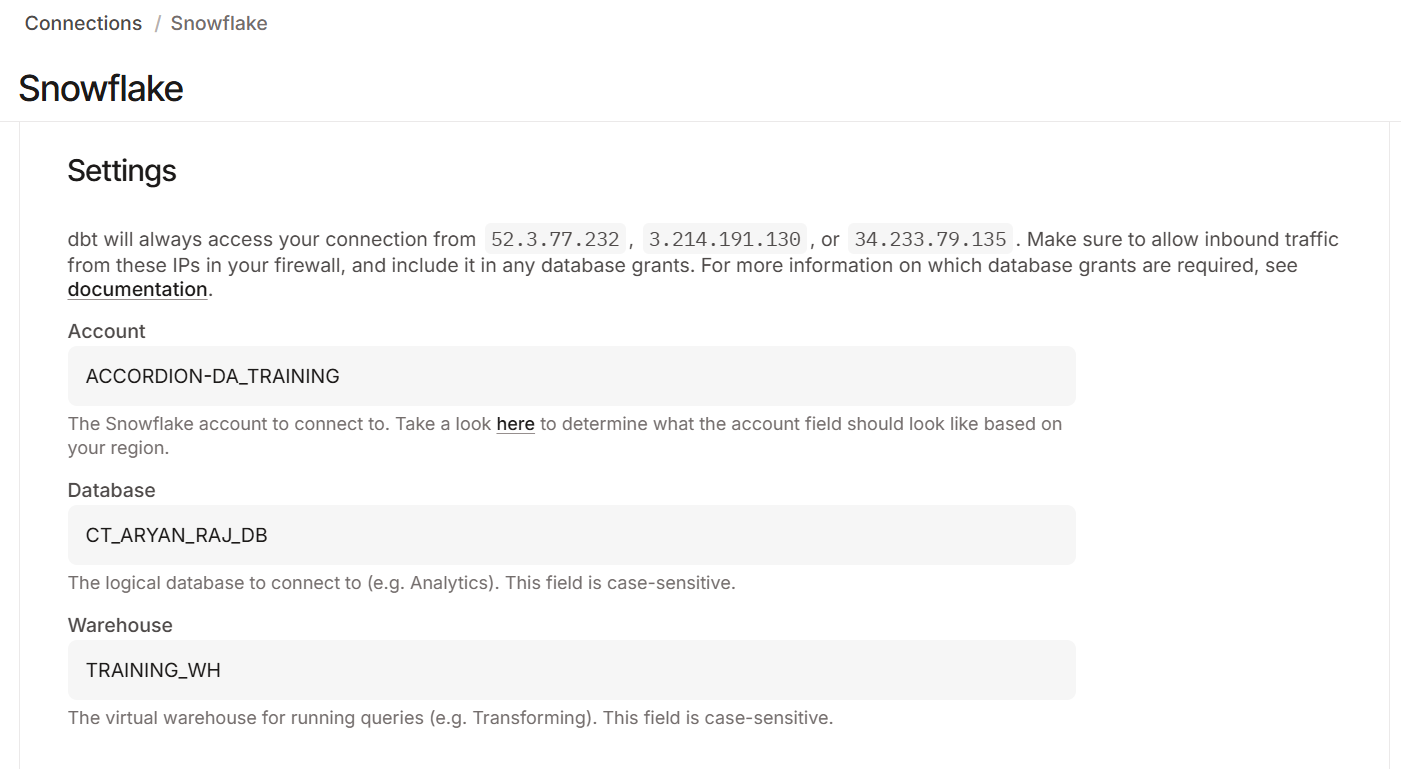 Connections / Snowflake
Snowflake
Settings
dbt will always access your connection from 52.3.77.232 , 3.214.191.130 , or 34.233.79.135 . Make sure to allow inbound traffic
from these IPs in your firewall, and include it in any database grants. For more information on which database grants are required, see
documentation.
Account
ACCORDION-DA_TRAINING
The Snowflake account to connect to. Take a look here to determine what the account field should look like based on
your region.
Database
CT_ARYAN_RAJ_DB
The logical database to connect to (e.g. Analytics). This field is case-sensitive.
Warehouse
TRAINING_WH
The virtual warehouse for running queries (e.g. Transforming). This field is case-sensitive.